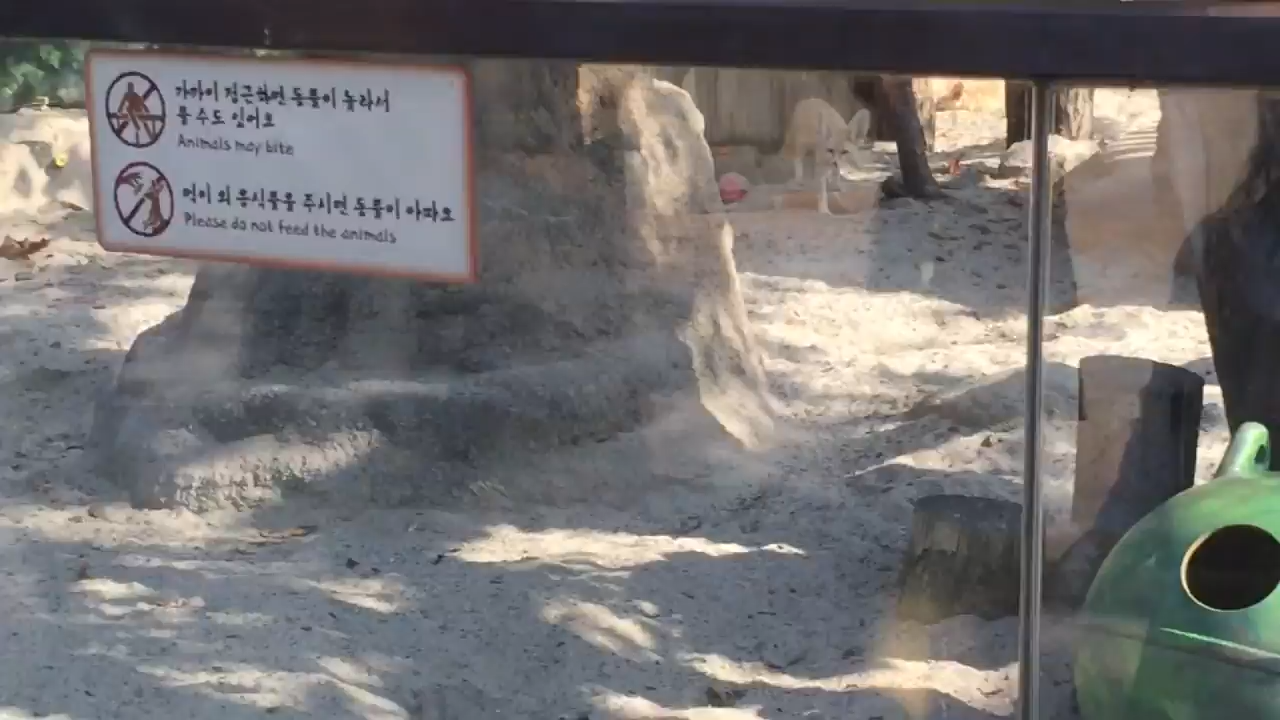 가까이 접근하면 동물이 놀라서
물 수도 있어요
Animals may bite
먹이 외 음식물을 주시면 동물이 아파요
Please do not feed the animals